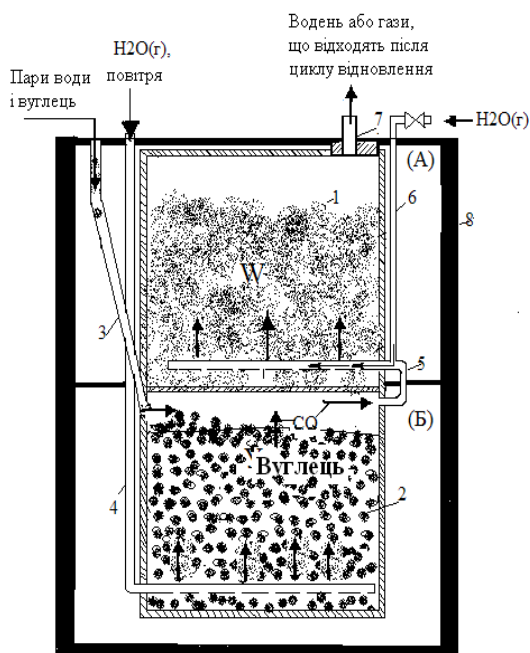 Водень або гази,
що відходять після
циклу відновлення
H2O(г),
повітря
Пари води
і вуглець
7
H2O(г)
(А)
1
6
8
W
3
5
(Б)
CO
Вуглець
4
2